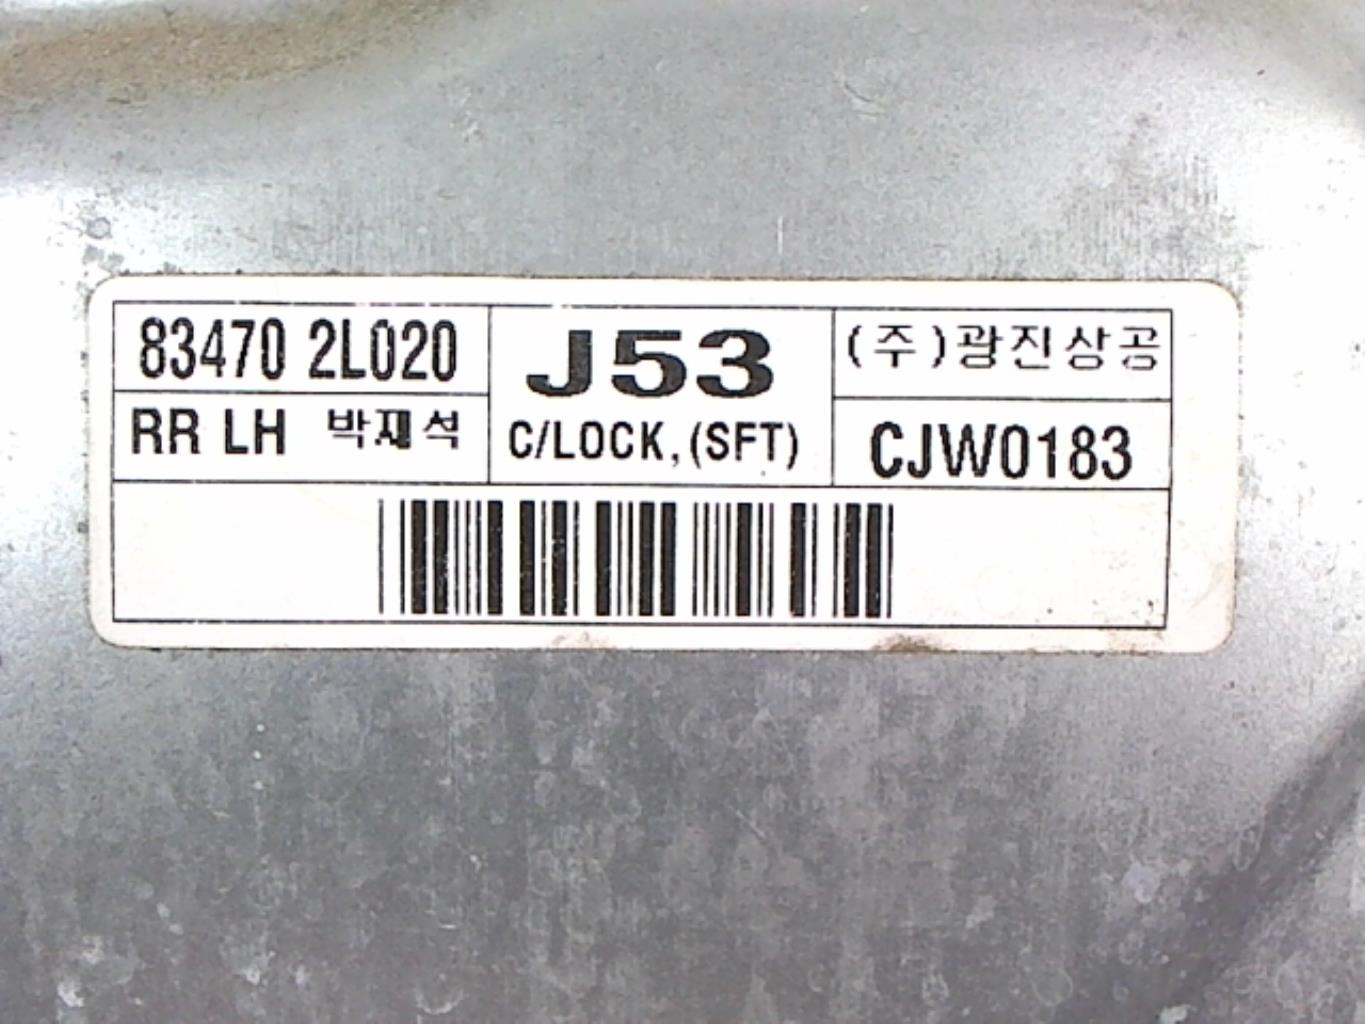 83470 2L020
RR LH 박재석
J53
C/LOCK, (SFT)
(주)광진상공
CJW0183